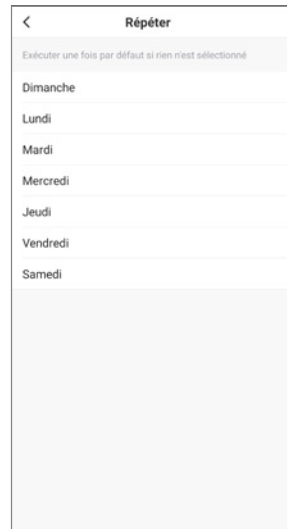 Répéter
Exécuter une fois par défaut si rien n'est sélectionné
Dimanche
Lundi
Mardi
Mercredi
Jeudi
Vendredi
Samedi